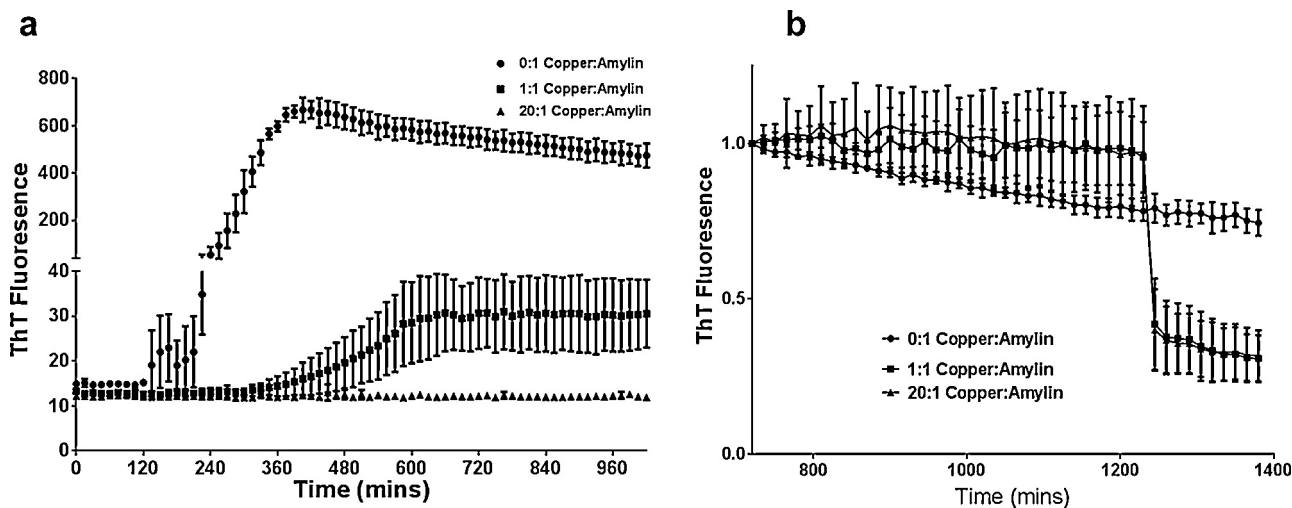 a
0:1 Copper:Amylin
1:1 Copper:Amylin
20:1 Copper:Amylin
ThT Fluoresence
800
600
400
200
40
30
20
10
0
0 120 240 360 480 600 720 840 960
Time (mins)
b
ThT Fluoresence
1.0
0.5
0.0
0:1 Copper:Amylin
1:1 Copper:Amylin
20:1 Copper:Amylin
800 1000 1200 1400
Time (mins)